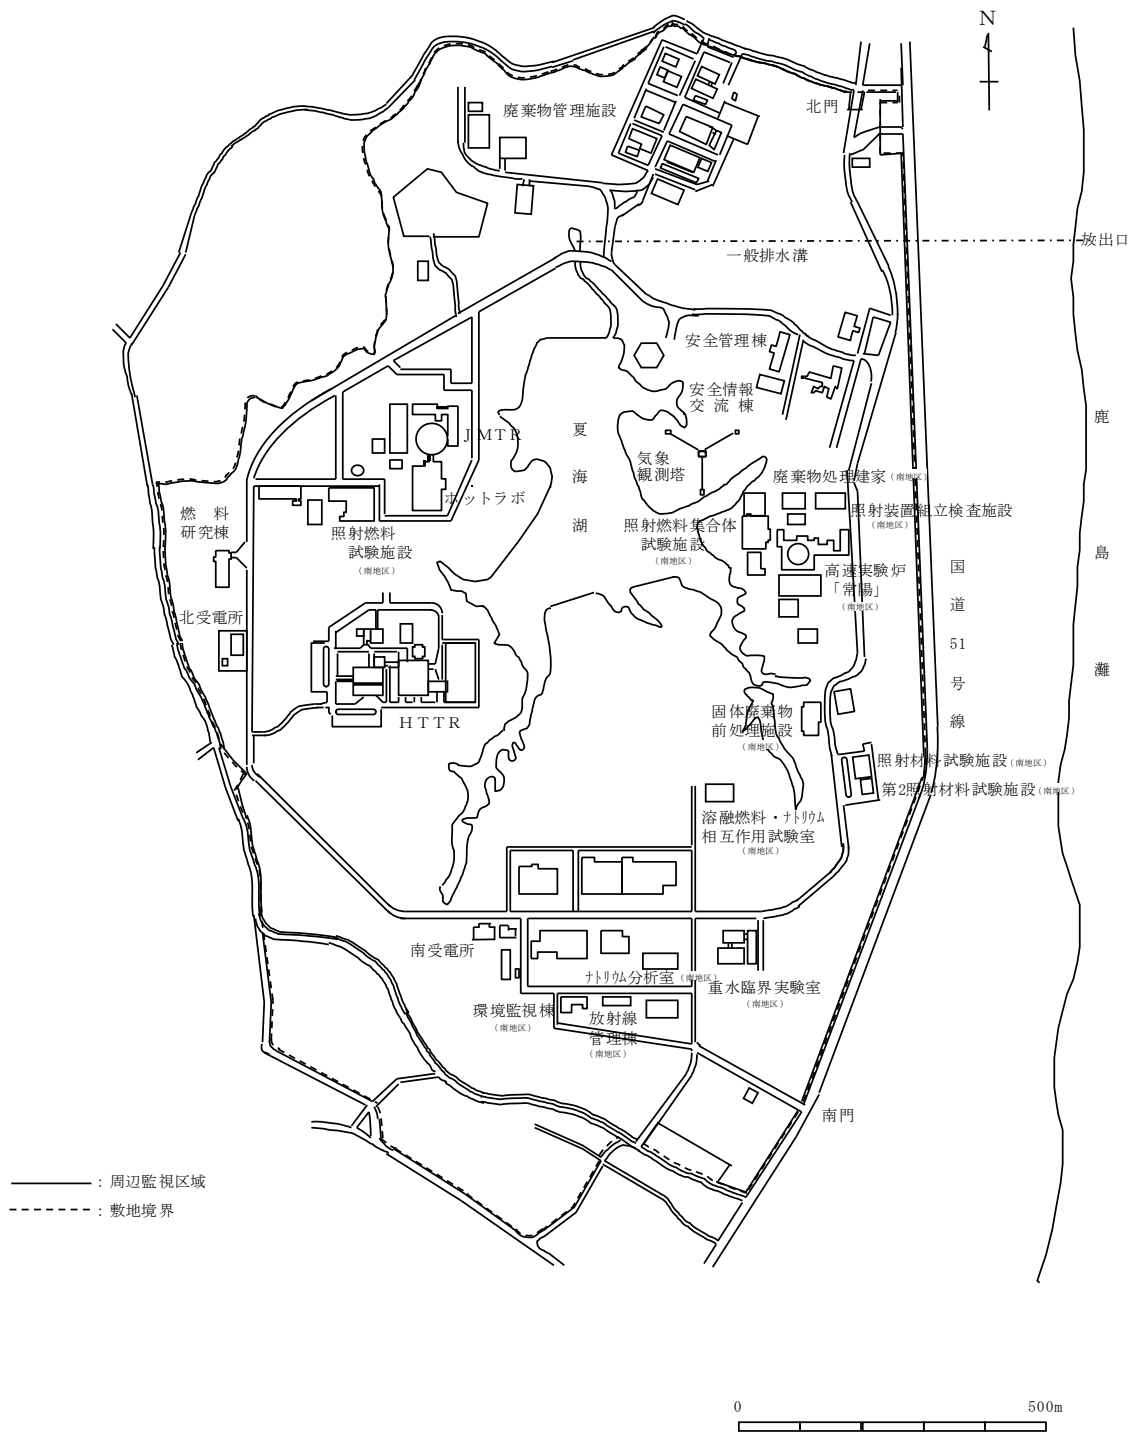 N
北門
廃棄物管理施設
放出口
一般排水溝
安全管理棟
安全情報
交流棟
JMTR
夏海湖
鹿島灘
気象
観測塔
廃棄物処理建家(南地区)
ホットラボ
照射装置組立検査施設
(南地区)
燃料
研究棟
照射燃料
試験施設
(南地区)
照射燃料集合体
試験施設
(南地区)
高速実験炉
「常陽」
(南地区)
国道51号線
北受電所
HTTR
固体廃棄物
前処理施設
(南地区)
照射材料試験施設(南地区)
第2照射材料試験施設(南地区)
溶融燃料・ナトリウム
相互作用試験室
(南地区)
南受電所
ナトリウム分析室(南地区)
重水臨界実験室
(南地区)
環境監視棟
(南地区)
放射線
管理棟
(南地区)
南門
:周辺監視区域
:敷地境界
0 500m